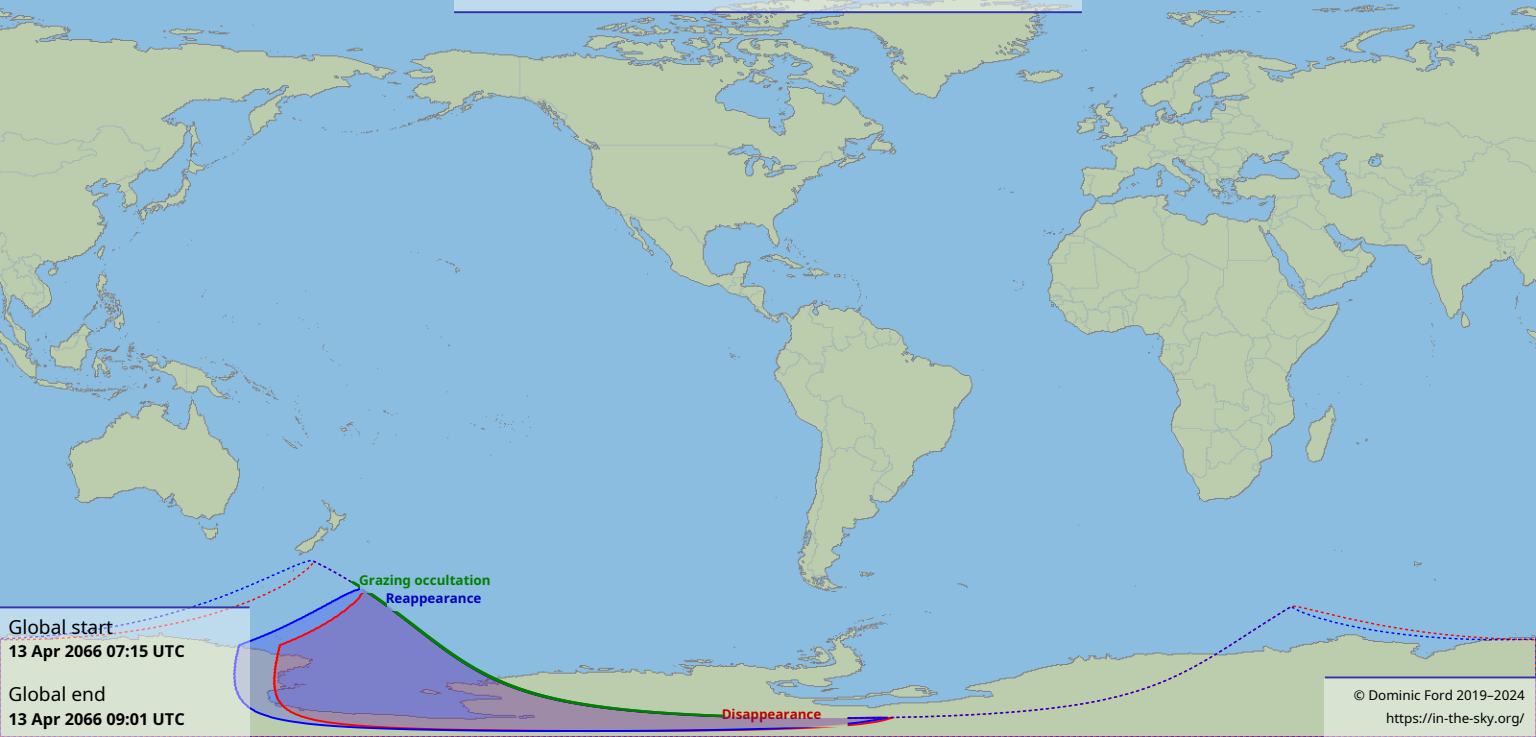 Grazing occultation
Reappearance
Global start
13 Apr 2066 07:15 UTC
Global end
13 Apr 2066 09:01 UTC
Disappearance
© Dominic Ford 2019–2024
https://in-the-sky.org/